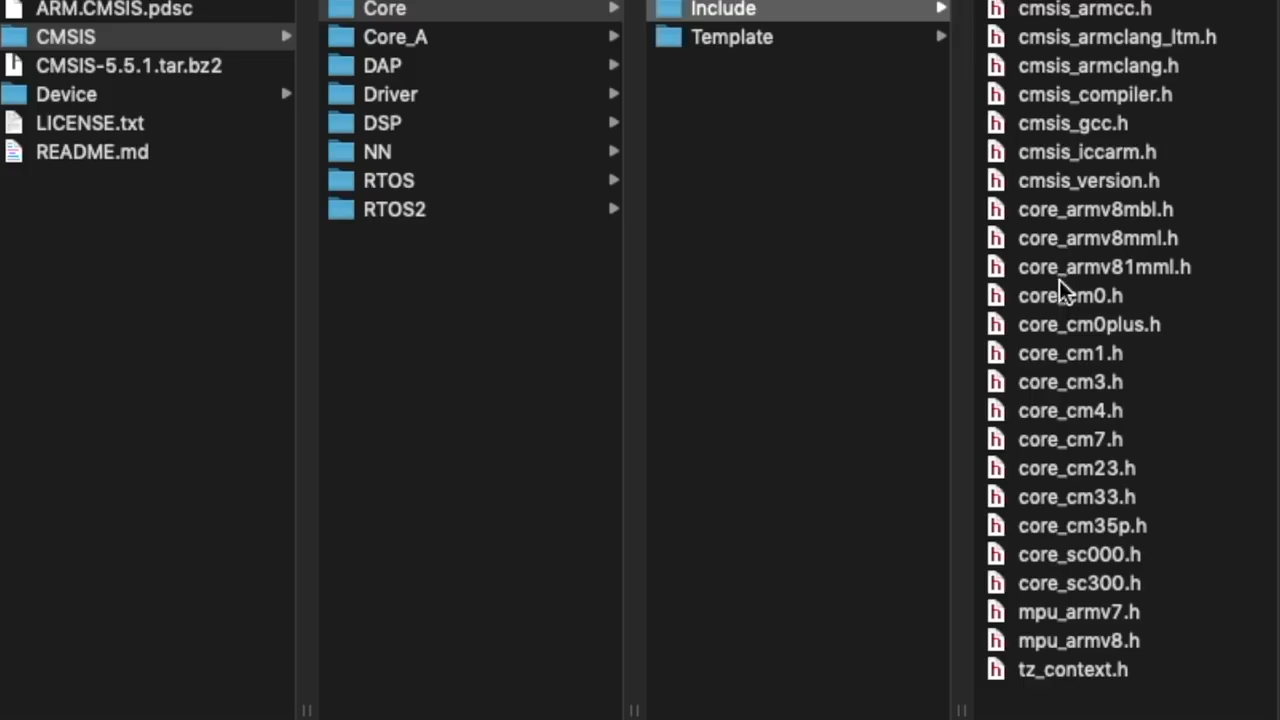 ARM.CMSIS.pdsc
CMSIS
CMSIS-5.5.1.tar.bz2
Device
LICENSE.txt
README.md
Core
Core_A
DAP
Driver
DSP
NN
RTOS
RTOS2
Include
Template
cmsis_armcc.h
cmsis_armclang_ltm.h
cmsis_armclang.h
cmsis_compiler.h
cmsis_gcc.h
cmsis_iccarm.h
cmsis_version.h
core_armv8mbl.h
core_armv8mml.h
core_armv81mml.h
core_cm0.h
core_cm0plus.h
core_cm1.h
core_cm3.h
core_cm4.h
core_cm7.h
core_cm23.h
core_cm33.h
core_cm35p.h
core_sc000.h
core_sc300.h
mpu_armv7.h
mpu_armv8.h
tz_context.h